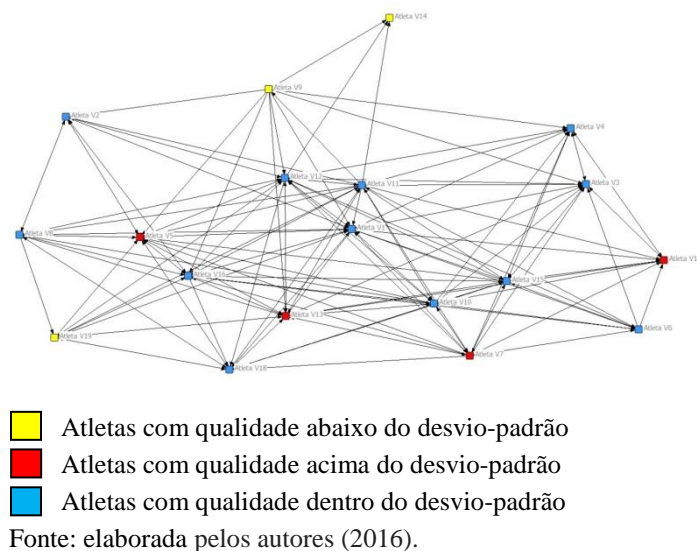 Atleta V14
Atleta V9
Atleta V2
Atleta V4
Atleta V12
Atleta V11
Atleta V3
Atleta V5
Atleta V1
Atleta V1
Atleta V16
Atleta V15
Atleta V10
Atleta V13
Atleta V6
Atleta V19
Atleta V7
Atleta V18
Atletas com qualidade abaixo do desvio-padrão
Atletas com qualidade acima do desvio-padrão
Atletas com qualidade dentro do desvio-padrão
Fonte: elaborada pelos autores (2016).